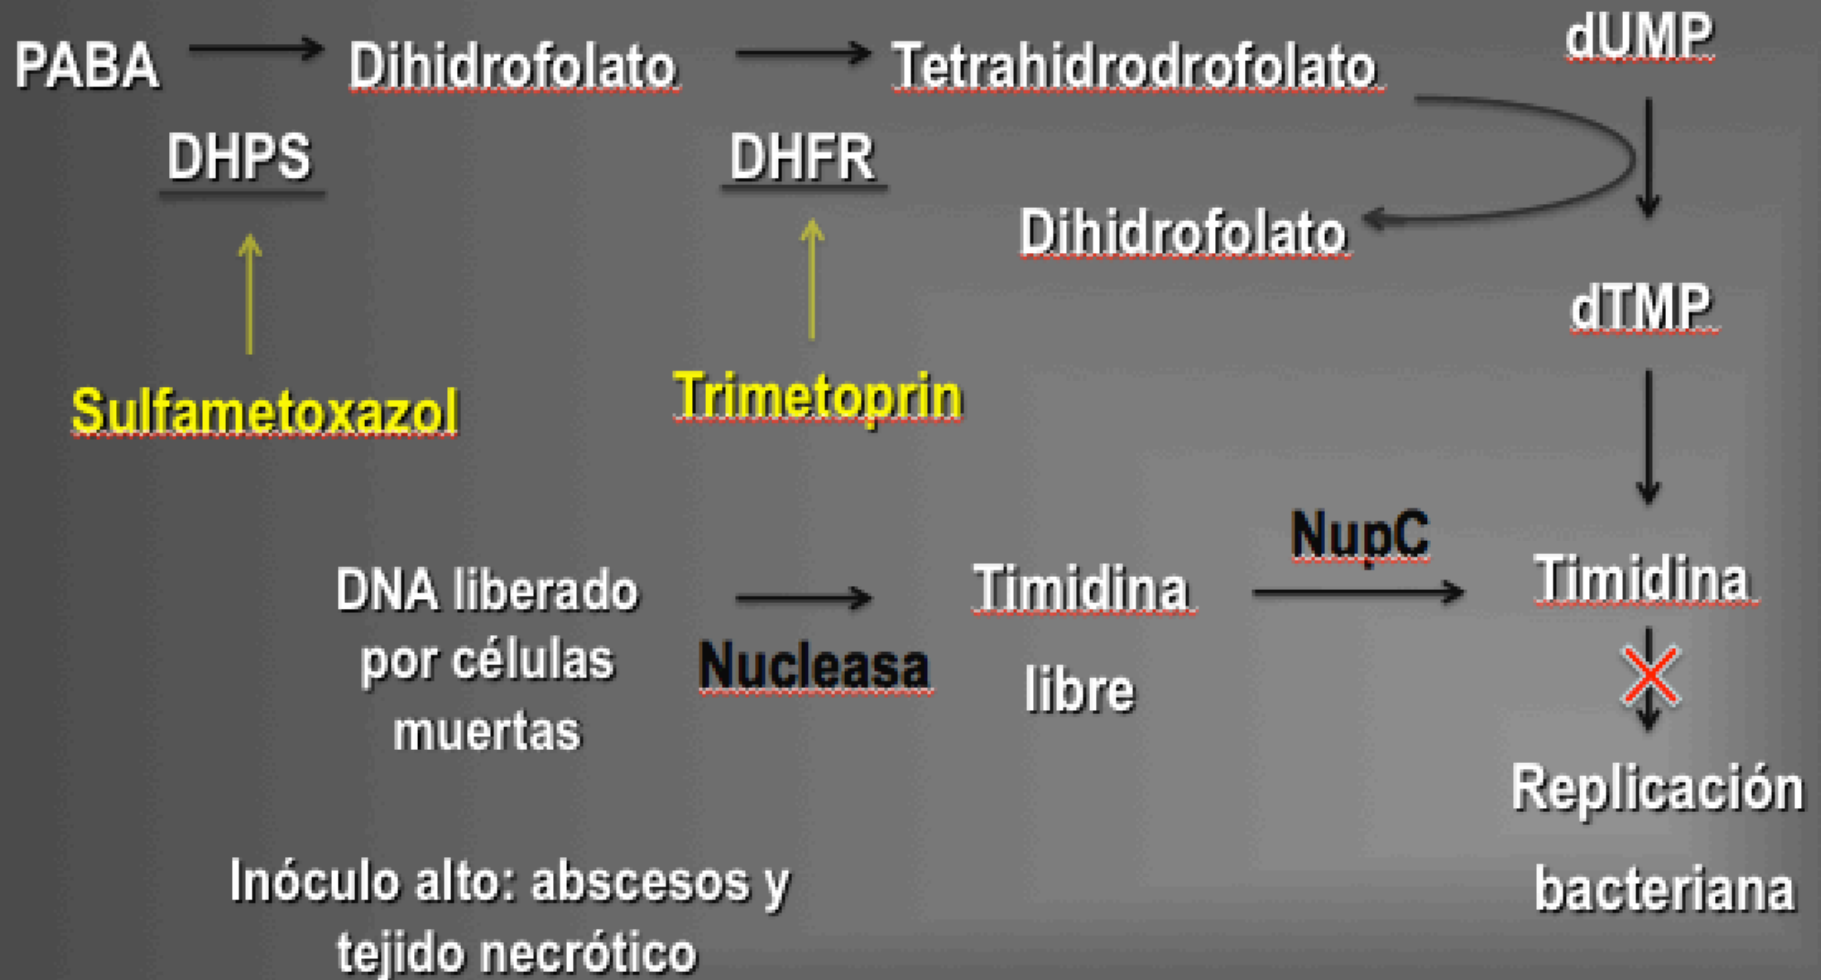 PABA
Dihidrofolato
Tetrahidrodrofolato
dUMP
DHPS
DHFR
Dihidrofolato
dTMP
Sulfametoxazol
Trimetoprin
NupC
DNA liberado
por células
muertas
Nucleasa
Timidina
libre
Timidina
Replicación
bacteriana
Inóculo alto: abscesos y
tejido necrótico